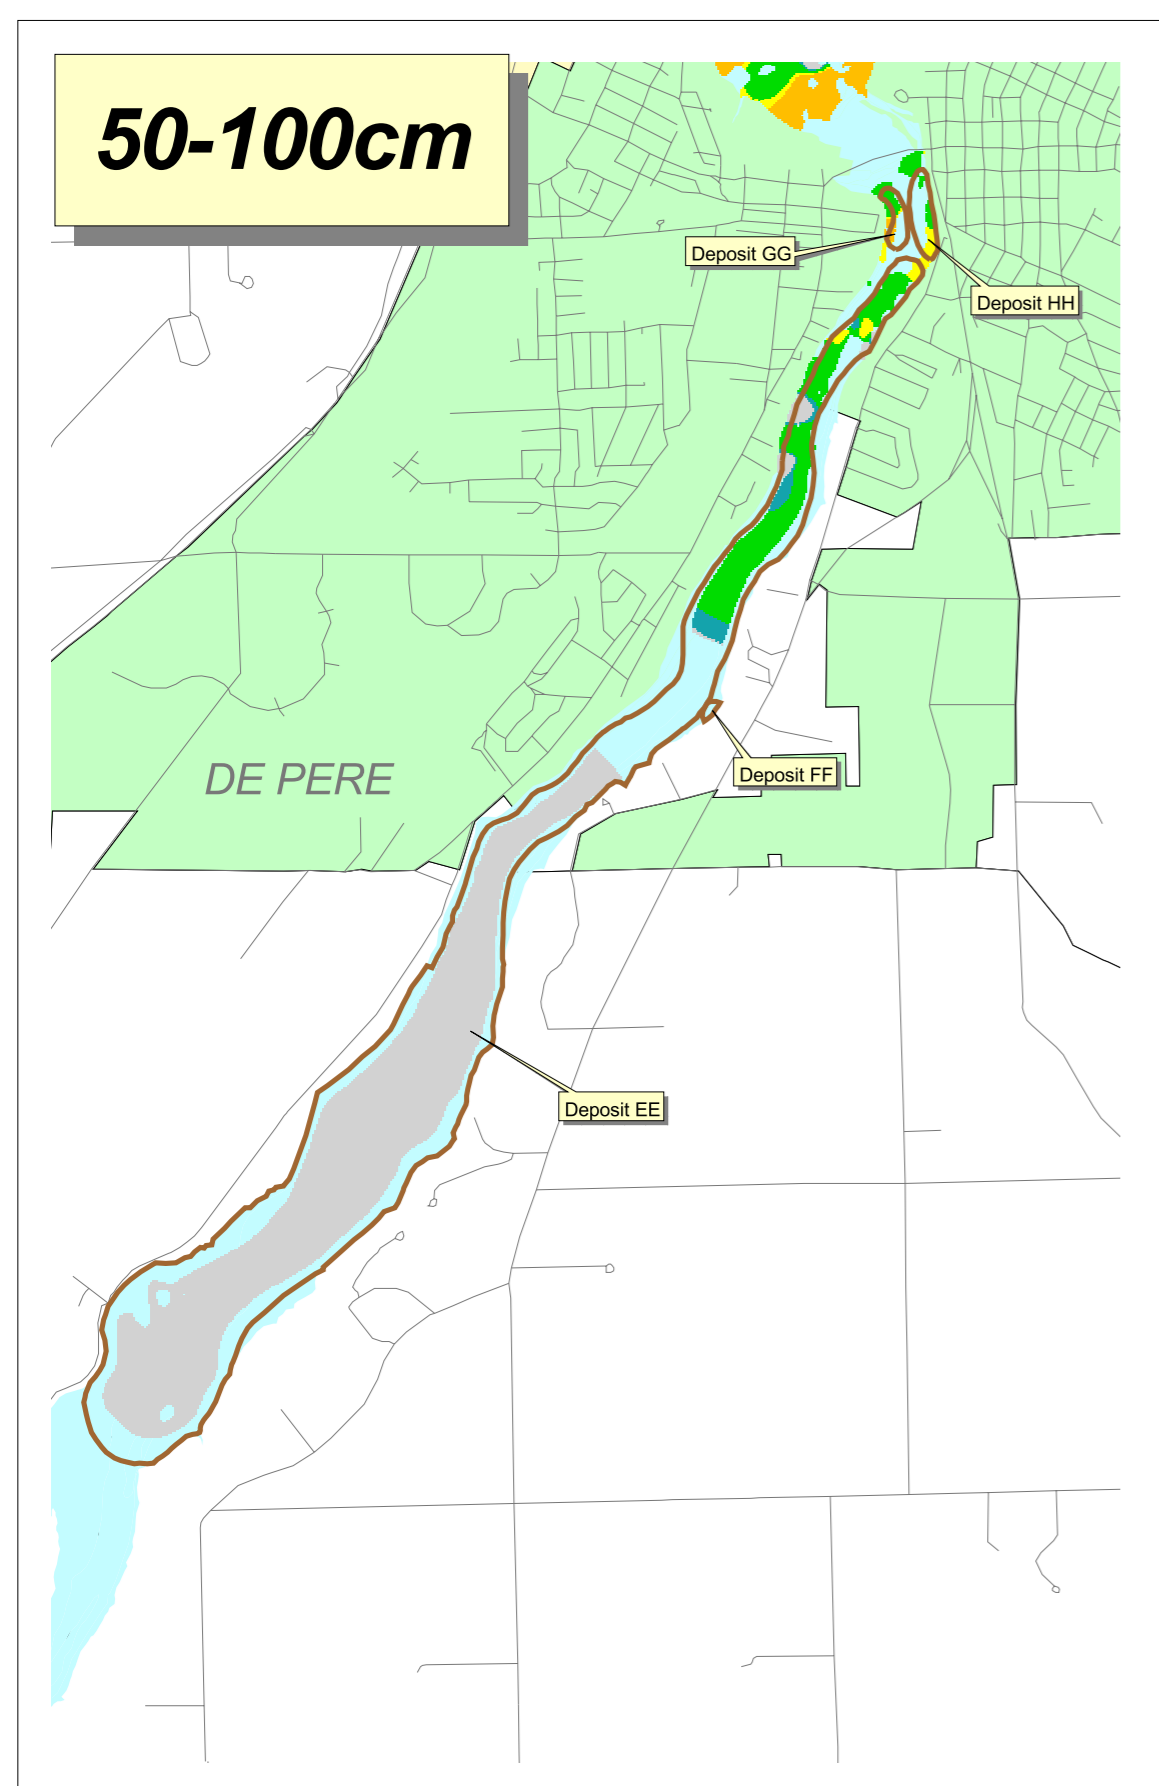 50-100cm
Deposit GG
Deposit HH
DE PERE
Deposit FF
Deposit EE